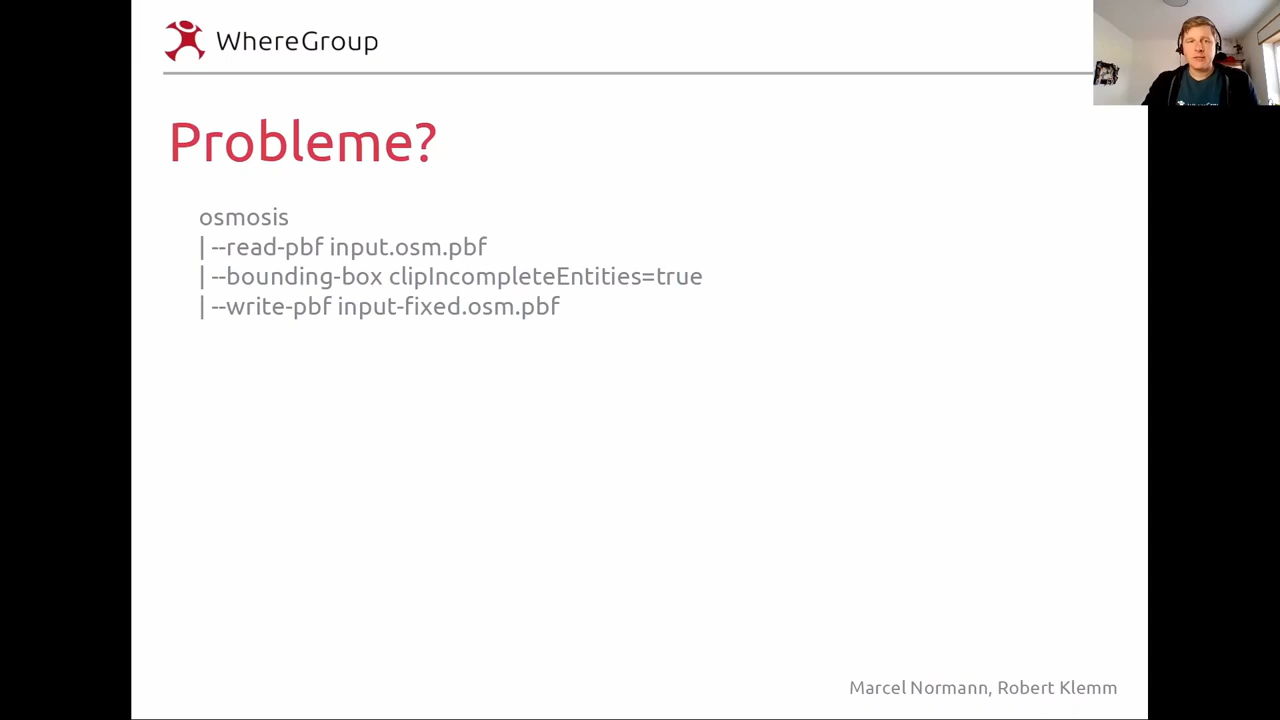 WhereGroup
Probleme?
osmosis
| --read-pbf input.osm.pbf
| --bounding-box clipIncompleteEntities=true
| --write-pbf input-fixed.osm.pbf
Marcel Normann, Robert Klemm